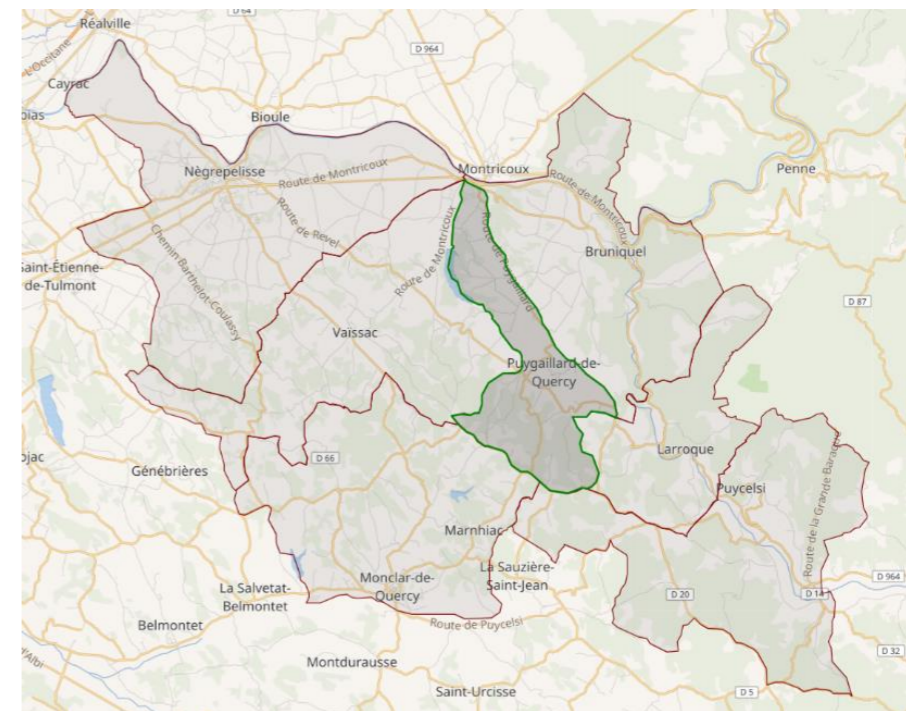 D 64
Réalville
L'Occitane
D 964
Cayrac
Bioule
Montricoux
Penne
Nègrepelisse
Route de Montricoux
Route de Montricoux
Route de Revel
Route de Montricoux
Route de Puygaillard
Bruniquel
Chemin Barthelot-Coulassy
Saint-Étienne-
de-Tulmont
D 87
Vaissac
Puygaillard-de-
Quercy
Génébrières
D 66
Larroque
Puycelsi
Route de la Grande Baracque
Marnhiac
La Sauzière-
Saint-Jean
Monclar-de-
Quercy
La Salvetat-
Belmontet
D 964
D 20
D 14
Route de Puycelsi
Belmontet
D 32
Montdurausse
Saint-Urcisse
D 5